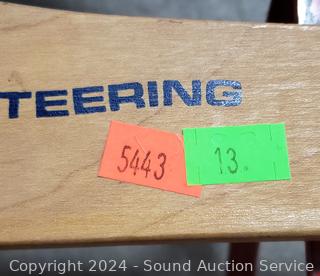 TEERING
5443 13.
Copyright 2024 - Sound Auction Service